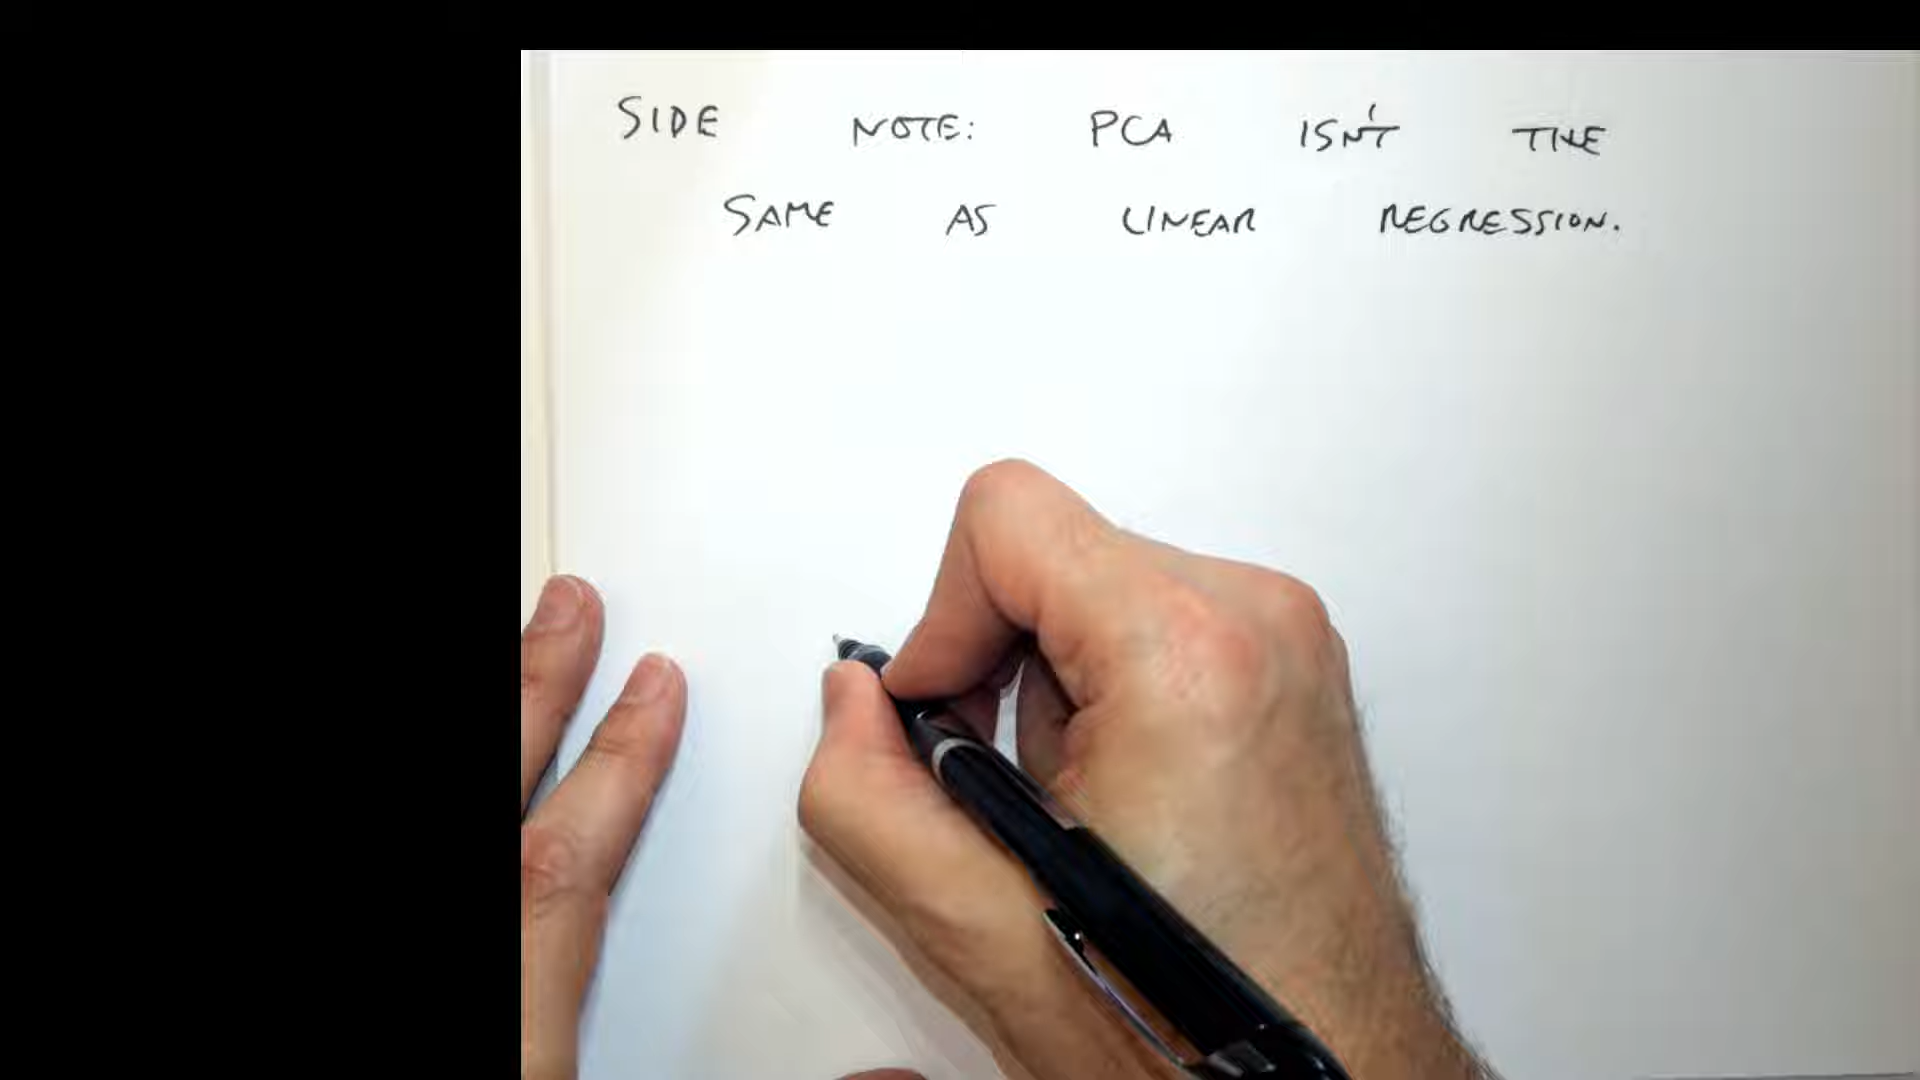 SIDE NOTE: PCA ISN'T THE
SAME AS LINEAR REGRESSION.